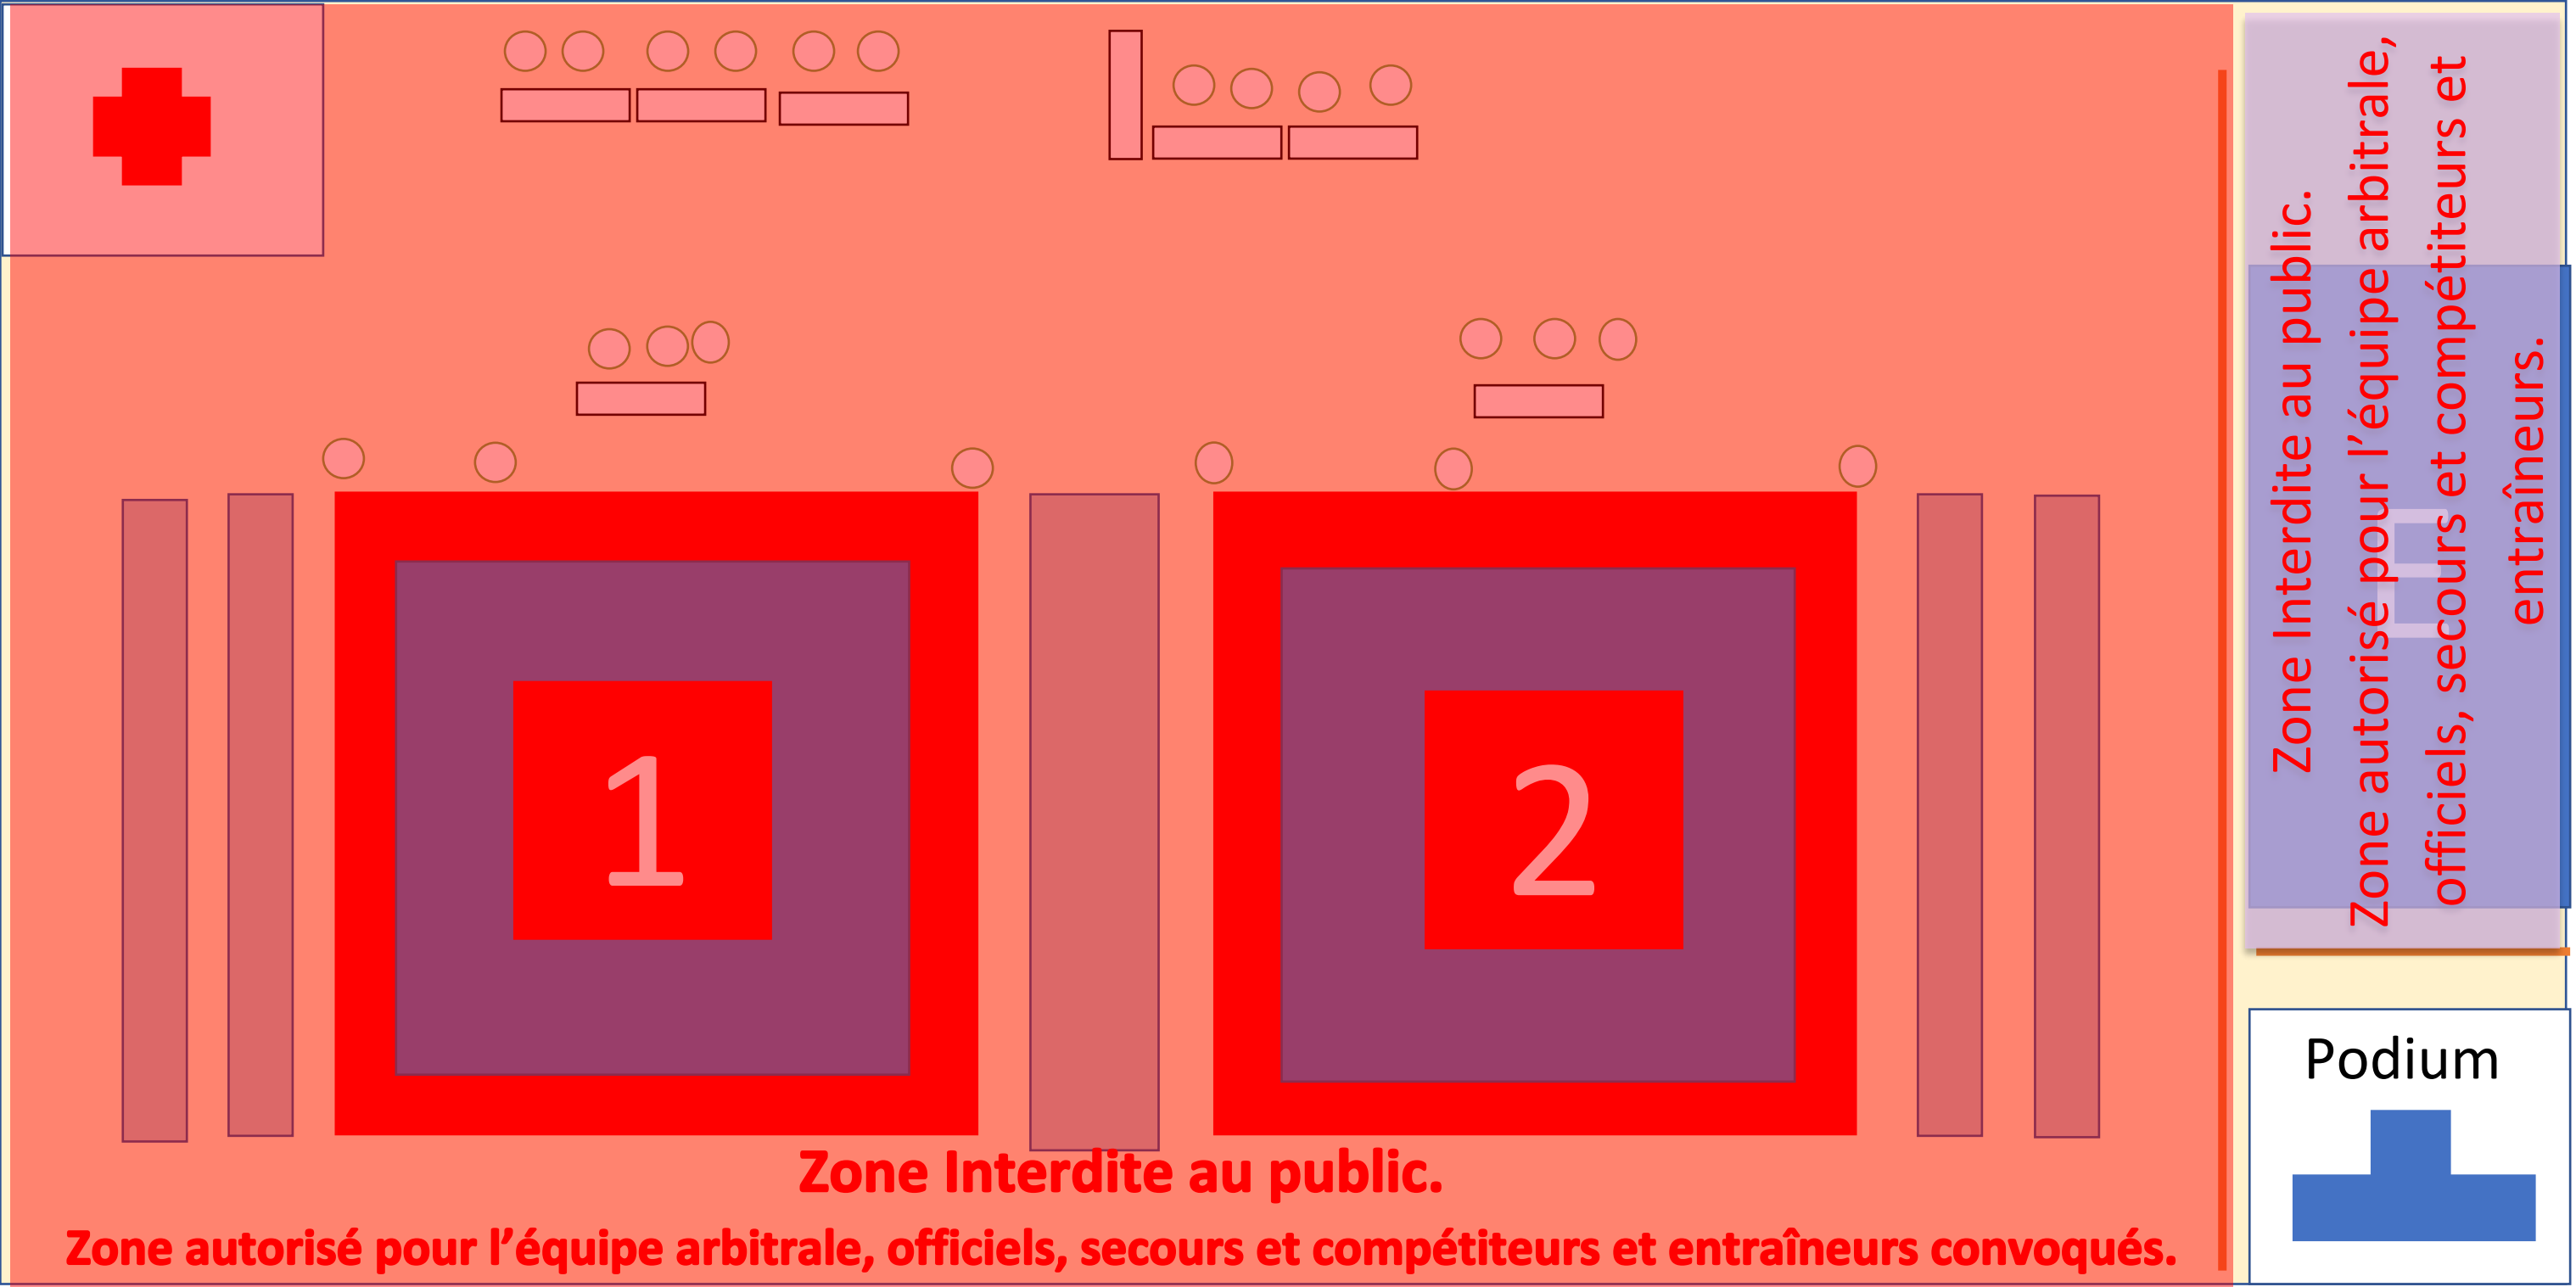 1
2
Zone Interdite au public.
Zone autorisé pour l’équipe arbitrale, officiels, secours et compétiteurs et entraîneurs convoqués.
Zone Interdite au public.
Zone autorisé pour l’équipe arbitrale,
officiels, secours et compétiteurs et
entraîneurs.
E
Podium